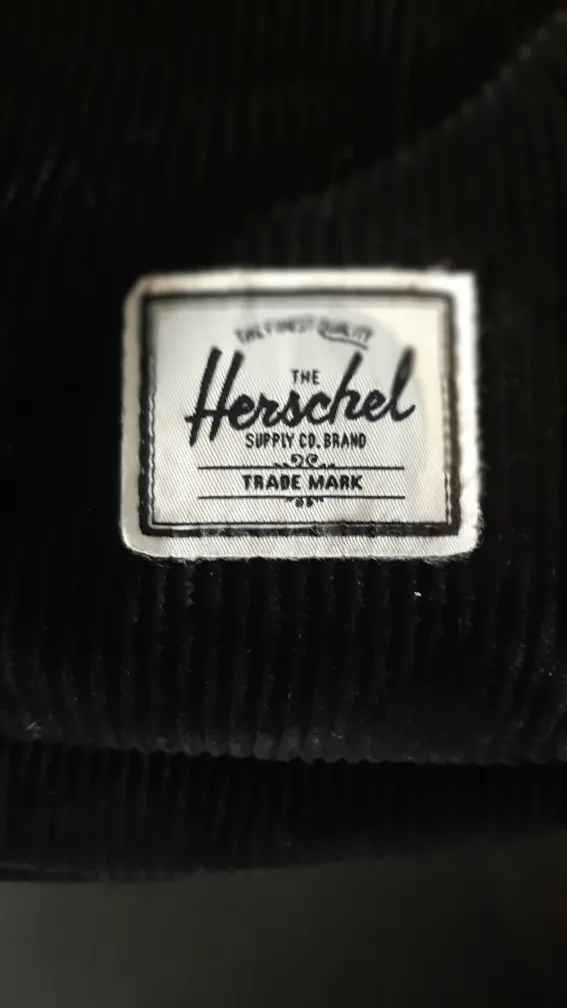 THE FINEST QUALITY
THE
Herschel
SUPPLY CO. BRAND
TRADE MARK